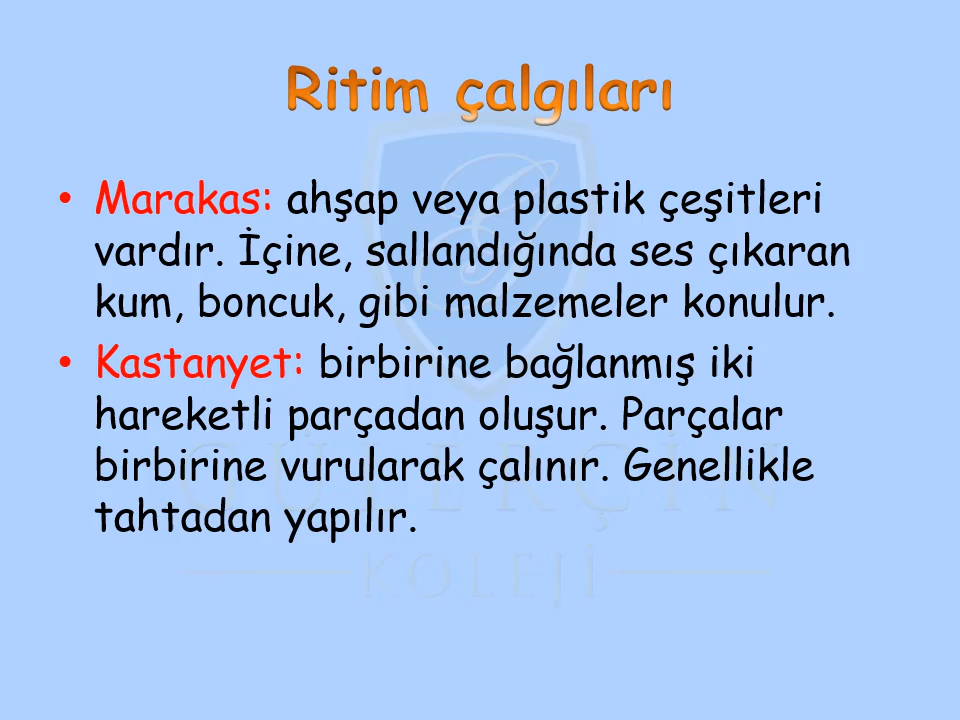 Ritim çalgıları
• Marakas: ahşap veya plastik çeşitleri
vardır. İçine, sallandığında ses çıkaran
kum, boncuk, gibi malzemeler konulur.
• Kastanyet: birbirine bağlanmış iki
hareketli parçadan oluşur. Parçalar
birbirine vurularak çalınır. Genellikle
tahtadan yapılır.
KOLEJİ